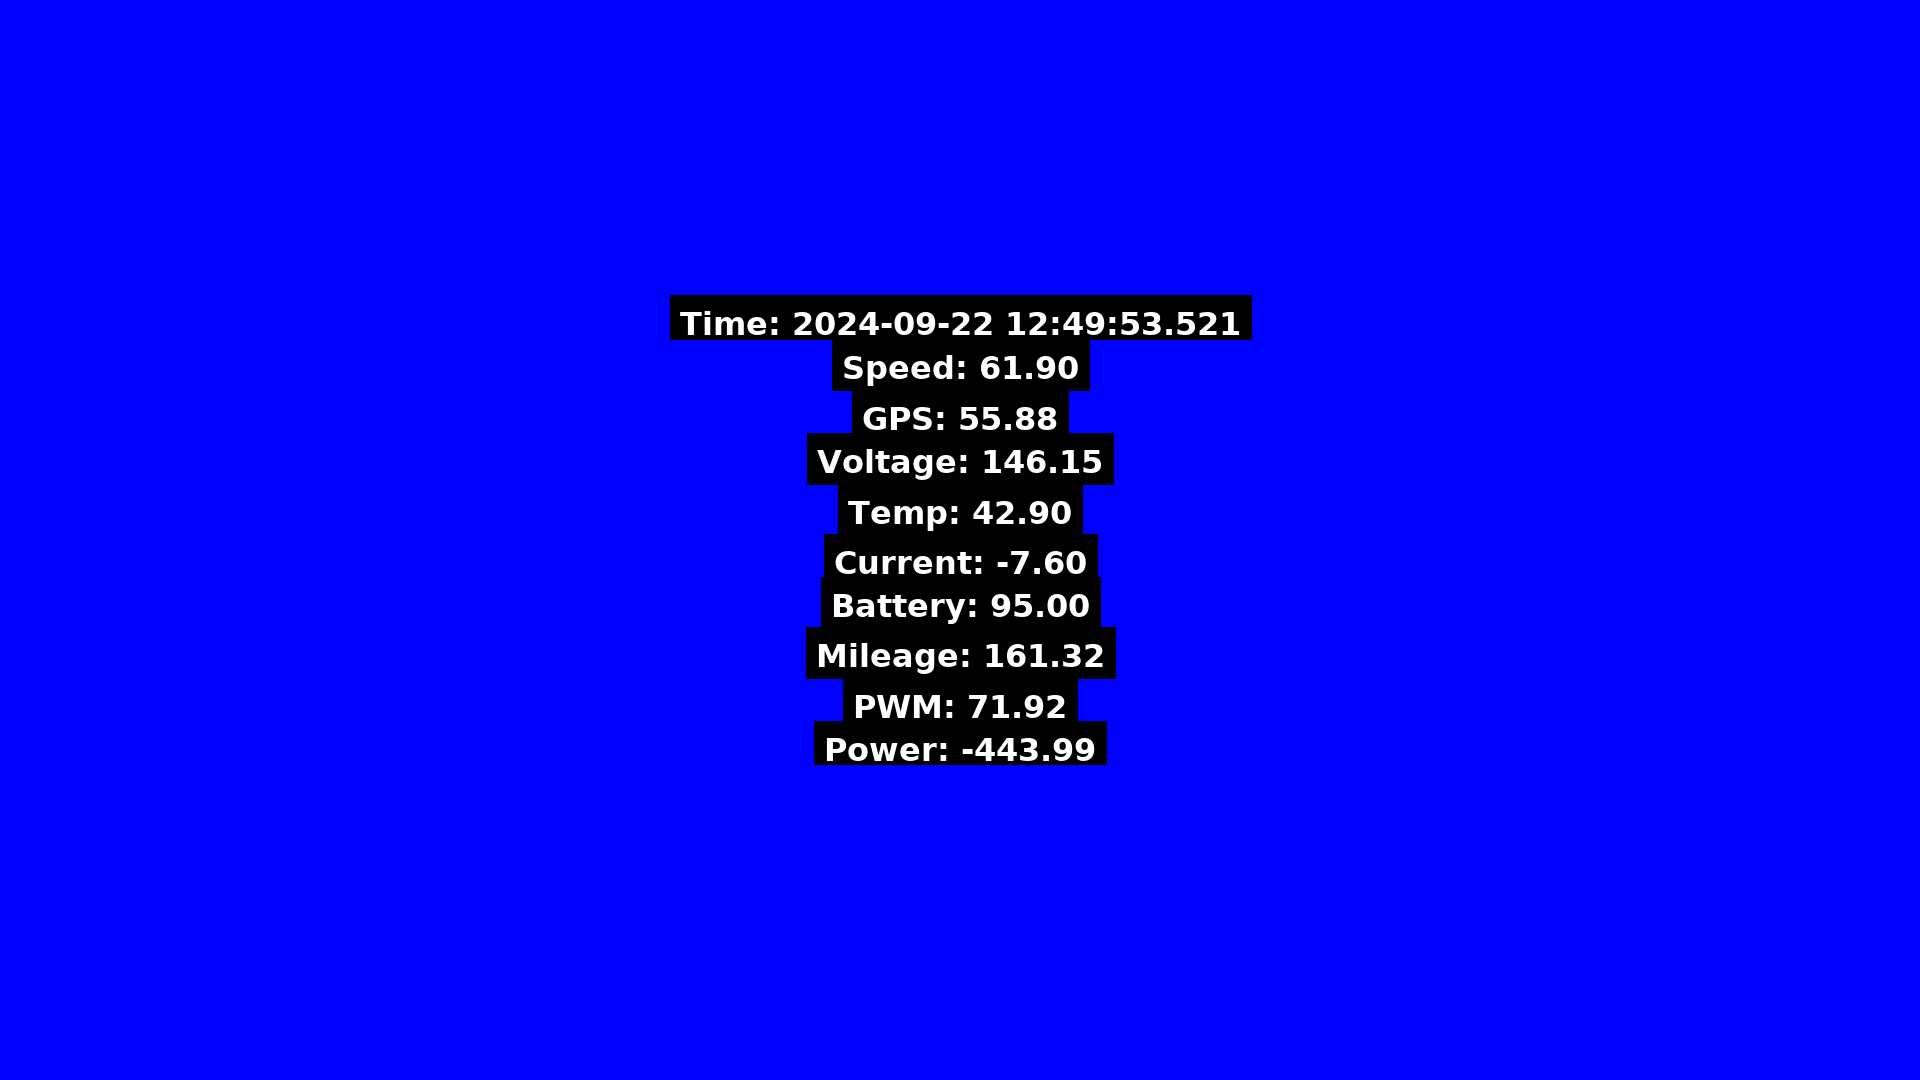 Time: 2024-09-22 12:49:53.521
Speed: 61.90
GPS: 55.88
Voltage: 146.15
Temp: 42.90
Current: -7.60
Battery: 95.00
Mileage: 161.32
PWM: 71.92
Power: -443.99